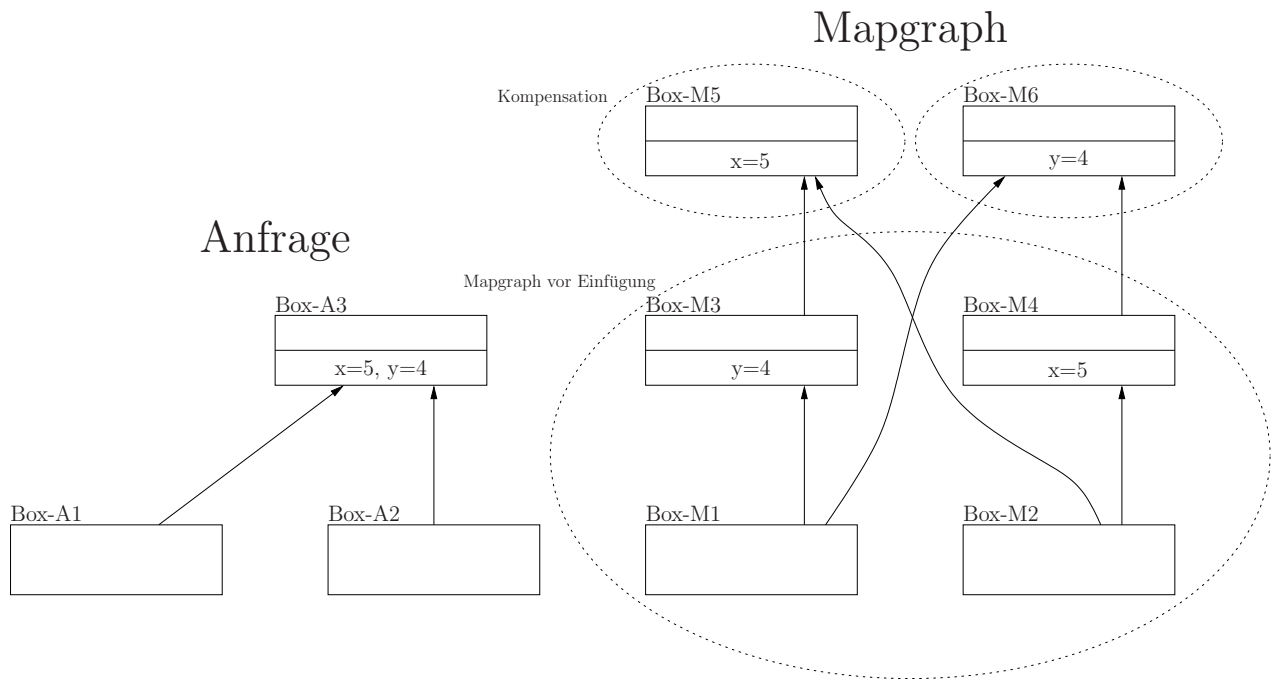 Mapgraph
Kompensation
Box-M5
x=5
Box-M6
y=4
Anfrage
Box-A3
x=5, y=4
Mapgraph vor Einfügung
Box-M3
y=4
Box-M4
x=5
Box-A1
Box-A2
Box-M1
Box-M2